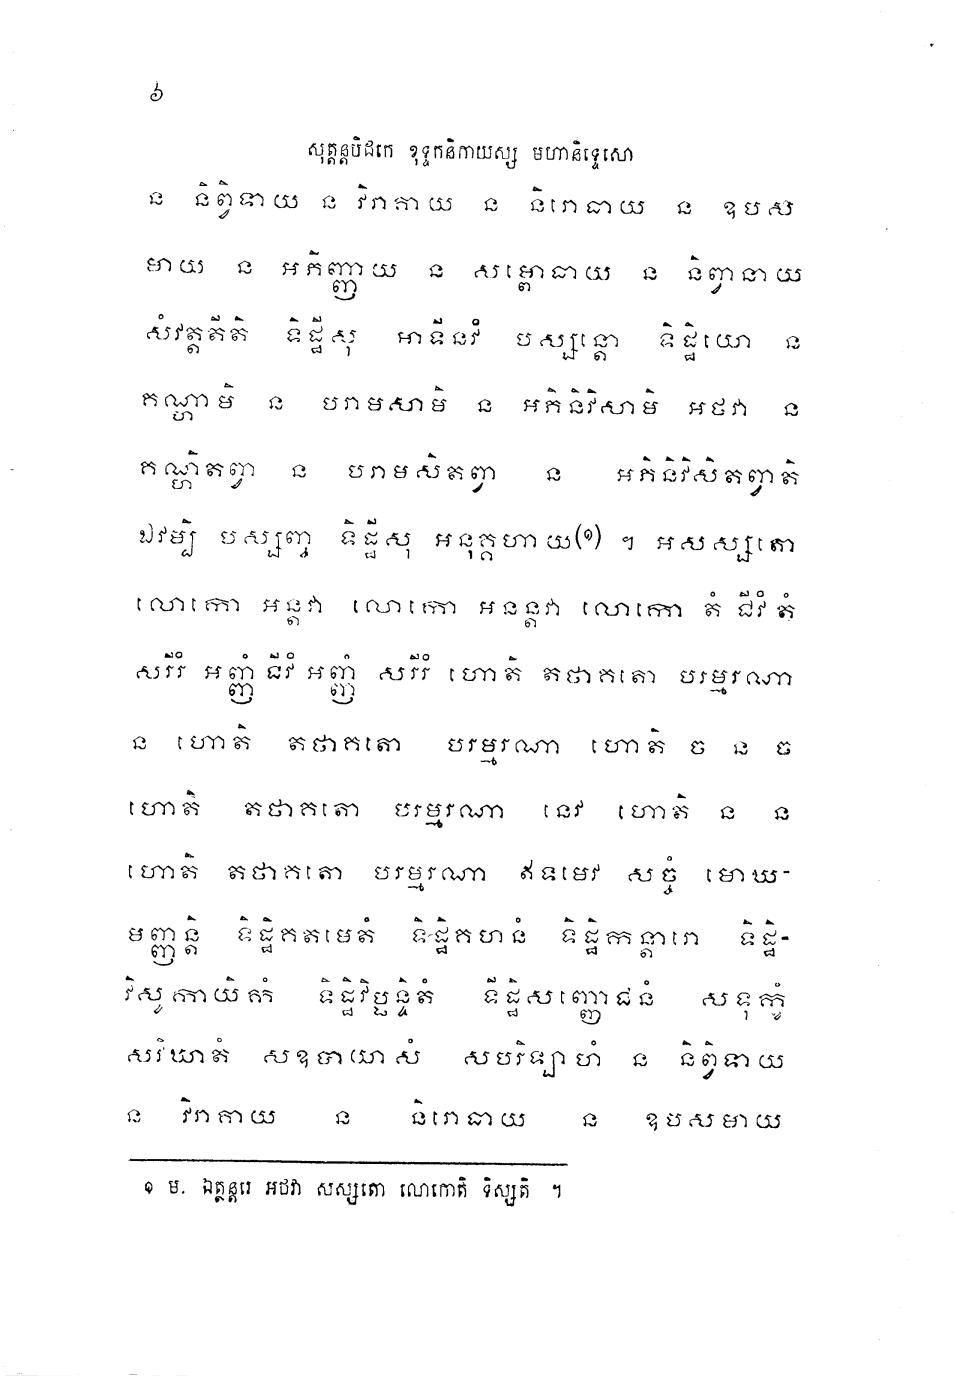 ៦
សុត្តន្តបិដកេ ខុទ្ទកនិកាយស្ស មហានិទ្ទេសោ
ន និព្វិទាយ ន វិរាគាយ ន និរោធាយ ន ឧបស
មាយ ន អភិញ្ញាយ ន សម្ពោធាយ ន និព្វានាយ
សំវត្តតីតិ ទិដ្ឋីសុ អាទីនវំ បស្សន្តោ ទិដ្ឋិយោ ន
គណ្ហាមិ ន បរាមសាមិ ន អភិនិវិសាមិ អថវា ន
គណ្ហិតព្វា ន បរាមសិតព្វា ន អភិនិវិសិតព្វាតិ
ឯវម្បិ បស្សញ្ច ទិដ្ឋីសុ អនុគ្គហាយ(១) ។ អសស្សតោ
លោកោ អន្តវា លោកោ អនន្តវា លោកោ តំ ជីវំ តំ
សរីរំ អញ្ញំ ជីវំ អញ្ញំ សរីរំ ហោតិ តថាគតោ បរម្មរណា
ន ហោតិ តថាគតោ បរម្មរណា ហោតិ ច ន ច
ហោតិ តថាគតោ បរម្មរណា នេវ ហោតិ ន ន
ហោតិ តថាគតោ បរម្មរណា ឥទមេវ សច្ចំ មោឃ-
មញ្ញន្តិ ទិដ្ឋិគតមេតំ ទិដ្ឋិគហនំ ទិដ្ឋិកន្តារោ ទិដ្ឋិ-
វិសូកាយិកំ ទិដ្ឋិវិប្ផន្ទិតំ ទិដ្ឋិសញ្ញោជនំ សទុក្ខំ
សវិឃាតំ សឧបាយាសំ សបរិឡាហំ ន និព្វិទាយ
ន វិរាគាយ ន និរោធាយ ន ឧបសមាយ
១ ម. ឯត្ថន្តរេ អថវា សស្សតោ លោកោតិ ទិស្សតិ ។